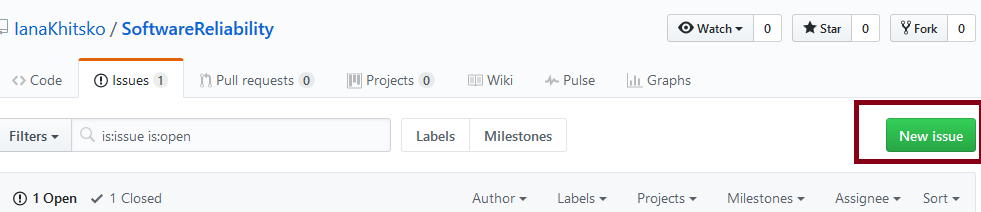 IanaKhitsko / SoftwareReliability Watch 0 Star 0 Fork 0
<> Code Issues 1 Pull requests 0 Projects 0 Wiki Pulse Graphs
Filters is:issue is:open Labels Milestones New issue
1 Open 1 Closed Author Labels Projects Milestones Assignee Sort